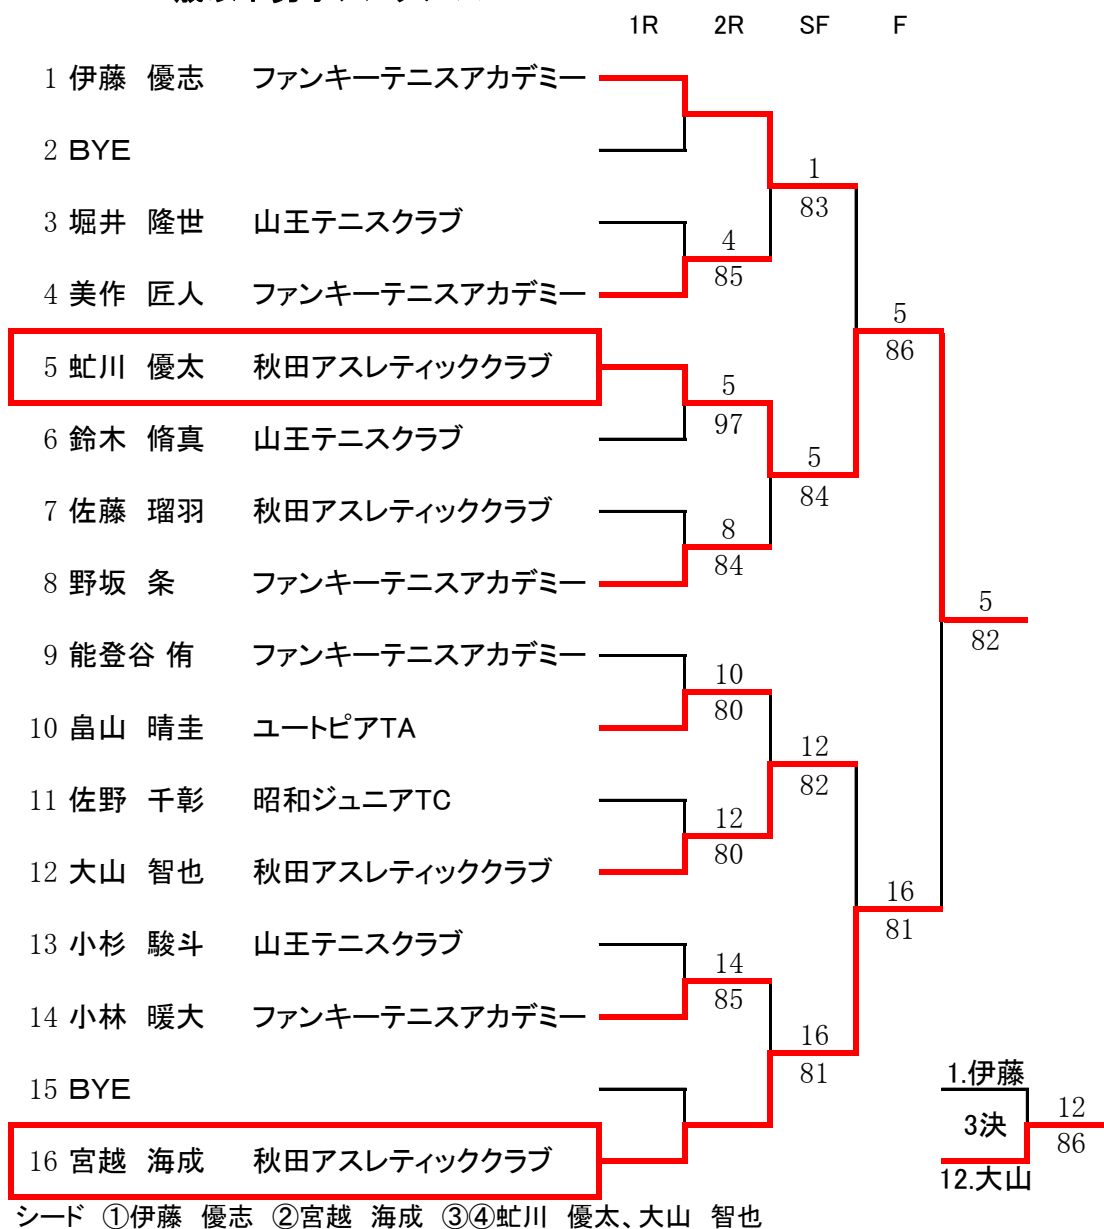 1R 2R SF F
1 伊藤 優志 ファンキーテニスアカデミー
2 BYE
1
83
3 堀井 隆世 山王テニスクラブ
4
85
4 美作 匠人 ファンキーテニスアカデミー
5
86
5 虻川 優太 秋田アスレティッククラブ
5
97
6 鈴木 脩真 山王テニスクラブ
5
84
7 佐藤 瑠羽 秋田アスレティッククラブ
8
84
8 野坂 条 ファンキーテニスアカデミー
5
82
9 能登谷 侑 ファンキーテニスアカデミー
10
80
10 畠山 晴圭 ユートピアTA
12
82
11 佐野 千彰 昭和ジュニアTC
12
80
12 大山 智也 秋田アスレティッククラブ
16
81
13 小杉 駿斗 山王テニスクラブ
14
85
14 小林 暖大 ファンキーテニスアカデミー
16
81
15 BYE
1.伊藤
3決
12
86
12.大山
16 宮越 海成 秋田アスレティッククラブ
シード ①伊藤 優志 ②宮越 海成 ③④虻川 優太、大山 智也